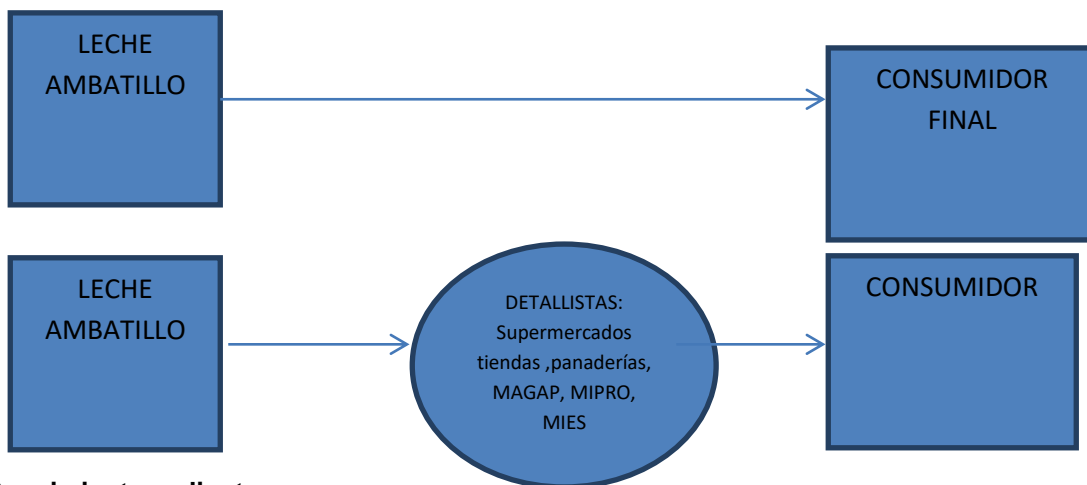 LECHE
AMBATILLO
CONSUMIDOR
FINAL
LECHE
AMBATILLO
DETALLISTAS:
Supermercados
tiendas ,panaderías,
MAGAP, MIPRO,
MIES
CONSUMIDOR